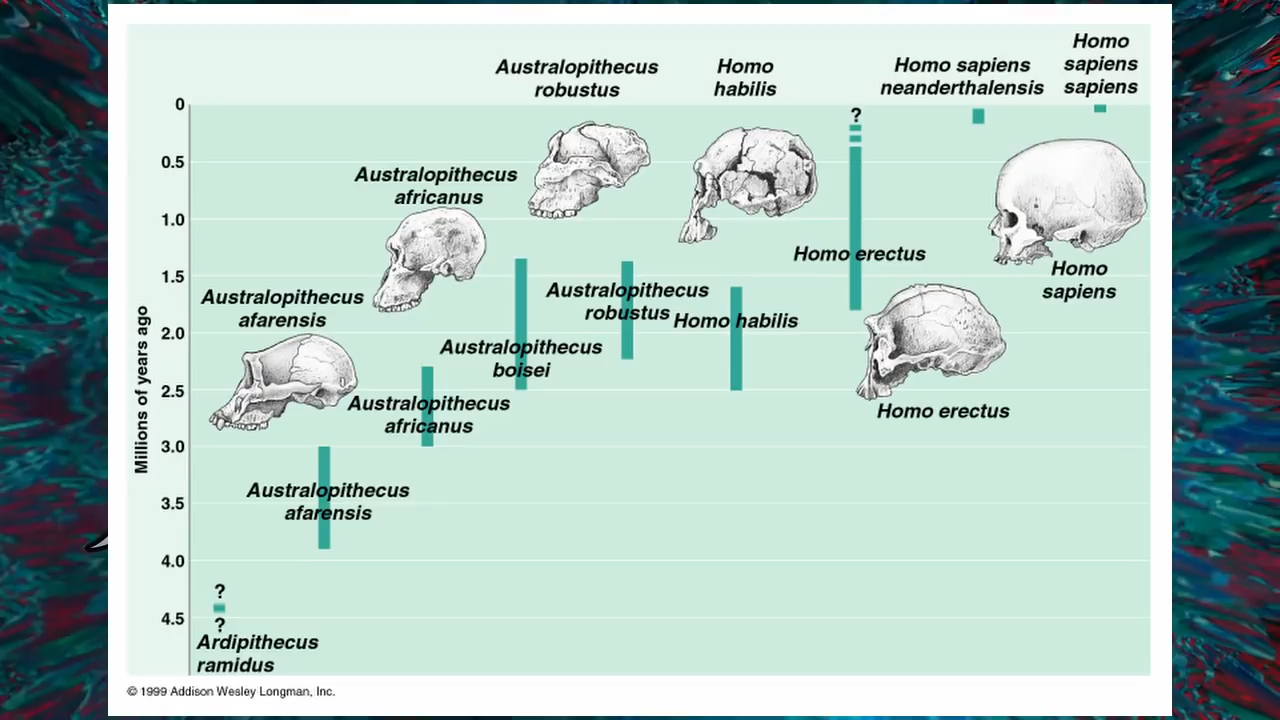 Homo
sapiens
sapiens
Australopithecus
robustus
Homo
habilis
Homo sapiens
neanderthalensis
0
?
0.5
Australopithecus
africanus
1.0
Homo erectus
1.5
Homo
sapiens
Australopithecus
afarensis
Australopithecus
robustus
Homo habilis
2.0
Australopithecus
boisei
2.5
Australopithecus
africanus
Homo erectus
Millions of years ago
3.0
Australopithecus
afarensis
3.5
4.0
?
4.5
?
Ardipithecus
ramidus
© 1999 Addison Wesley Longman, Inc.